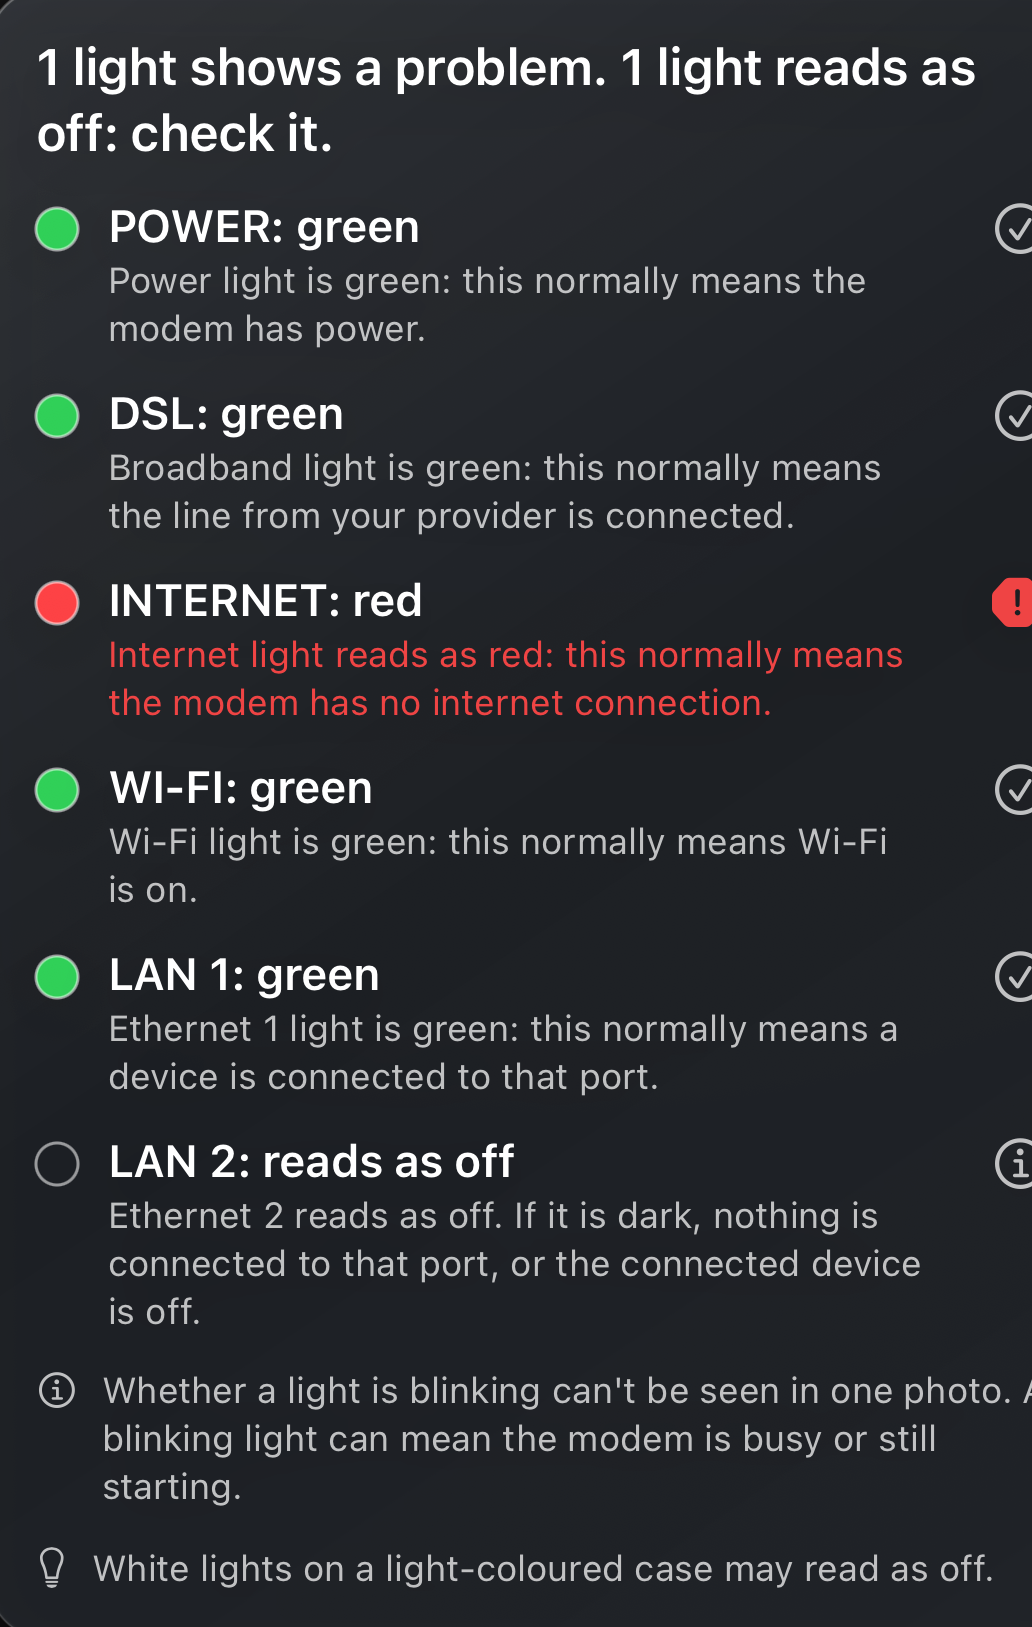 1 light shows a problem. 1 light reads as
off: check it.
POWER: green
Power light is green: this normally means the
modem has power.
DSL: green
Broadband light is green: this normally means
the line from your provider is connected.
INTERNET: red
Internet light reads as red: this normally means
the modem has no internet connection.
WI-FI: green
Wi-Fi light is green: this normally means Wi-Fi
is on.
LAN 1: green
Ethernet 1 light is green: this normally means a
device is connected to that port.
LAN 2: reads as off
Ethernet 2 reads as off. If it is dark, nothing is
connected to that port, or the connected device
is off.
Whether a light is blinking can't be seen in one photo. A
blinking light can mean the modem is busy or still
starting.
White lights on a light-coloured case may read as off.